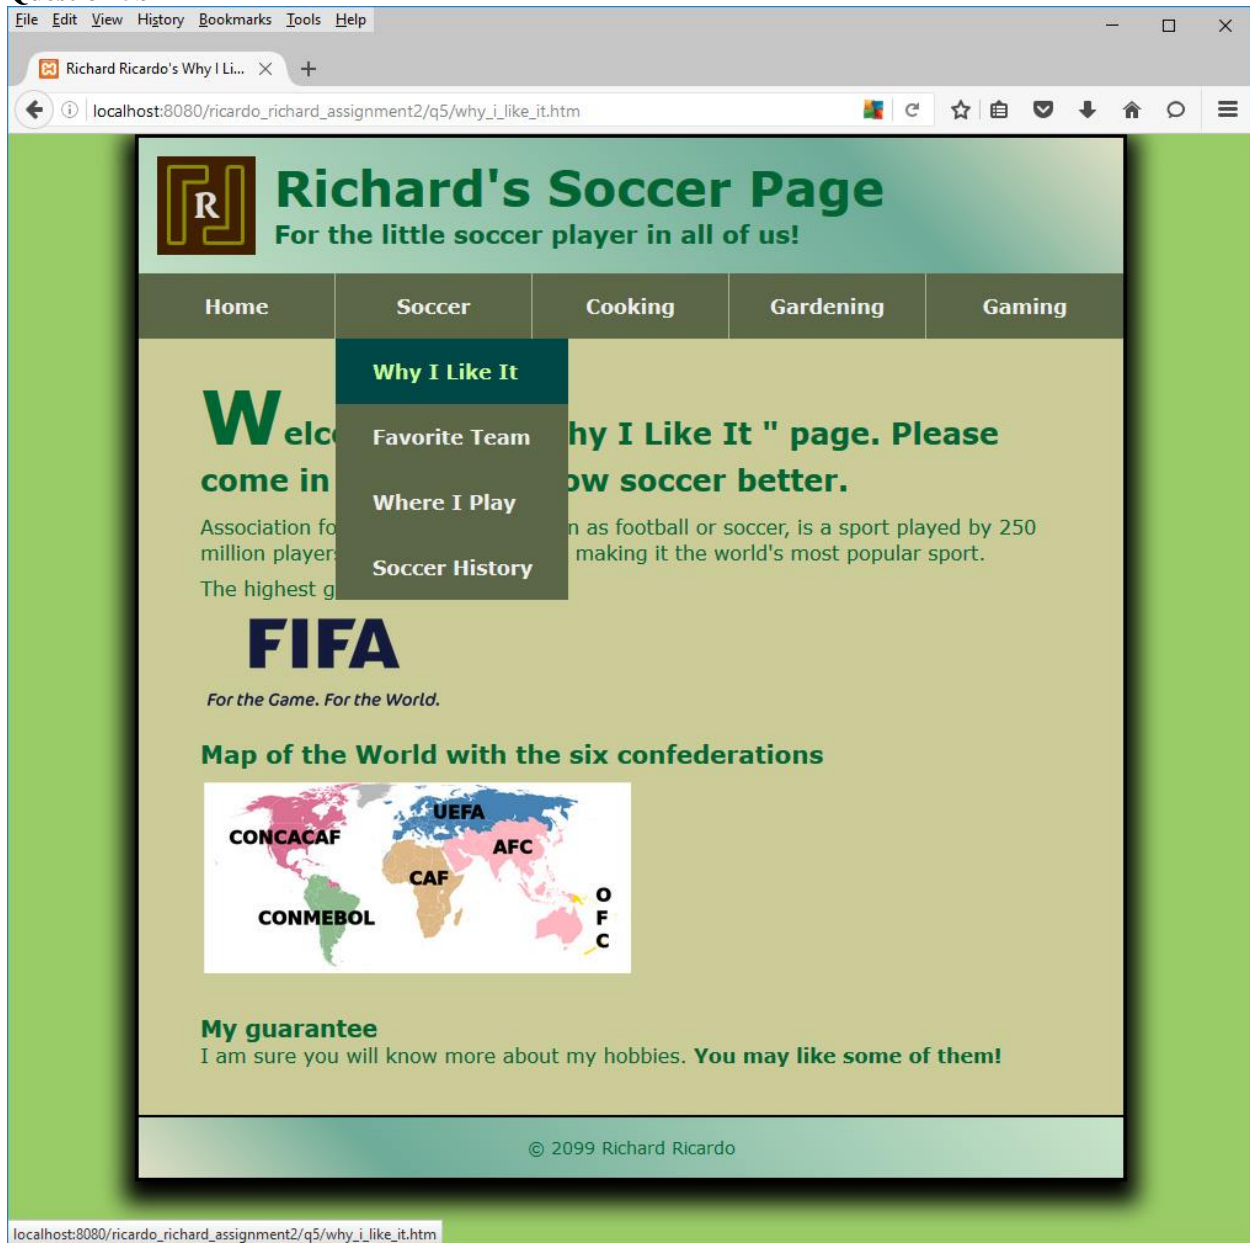 File Edit View History Bookmarks Tools Help
Richard Ricardo's Why I Li...
localhost:8080/ricardo_richard_assignment2/q5/why_i_like_it.htm
R
Richard's Soccer Page
For the little soccer player in all of us!
Home Soccer Cooking Gardening Gaming
Why I Like It
Favorite Team
Where I Play
Soccer History
Welc hy I Like It " page. Please
come in ow soccer better.
Association fo n as football or soccer, is a sport played by 250
million player making it the world's most popular sport.
The highest g
FIFA
For the Game. For the World.
Map of the World with the six confederations
CONCACAF
UEFA
AFC
CAF
CONMEBOL
OFC
My guarantee
I am sure you will know more about my hobbies. You may like some of them!
© 2099 Richard Ricardo
localhost:8080/ricardo_richard_assignment2/q5/why_i_like_it.htm